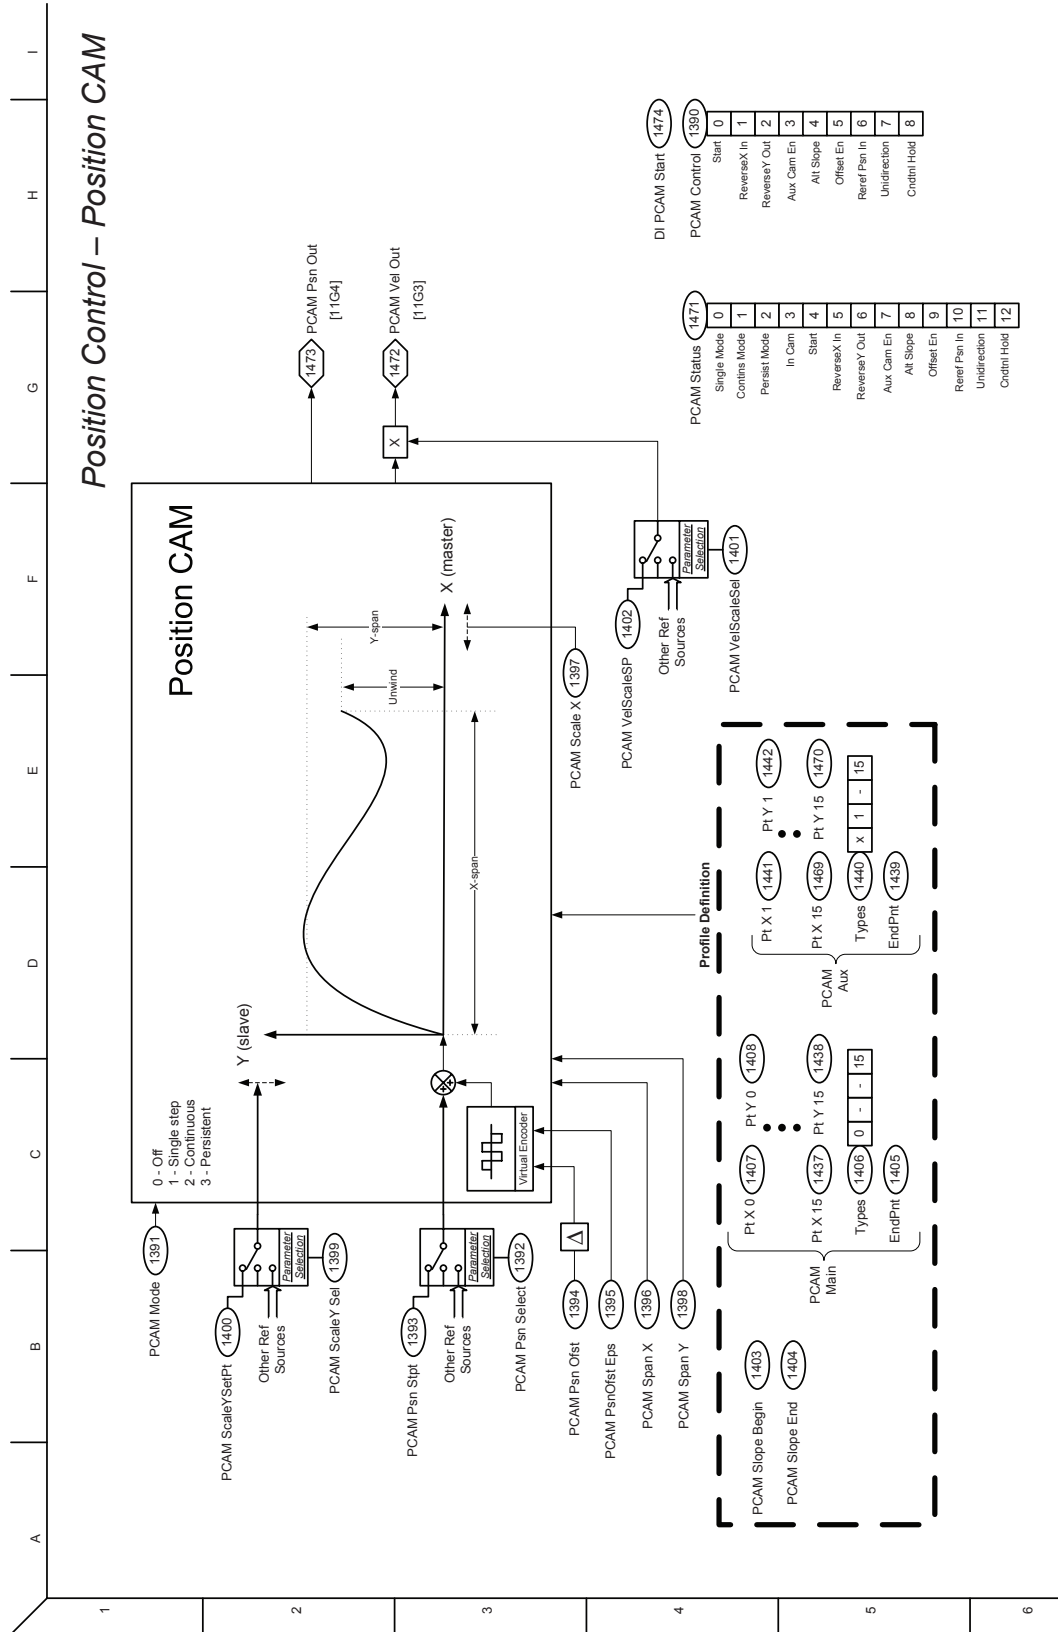 A
B
C
D
E
F
G
H
I
1
2
3
4
5
6
Position Control – Position CAM
Position CAM
PCAM Mode 1391
0 - Off
1 - Single step
2 - Continuous
3 - Persistent
Y (slave)
X (master)
Y-span
Unwind
X-span
PCAM ScaleYSetPt 1400
Other Ref
Sources
Parameter
Selection
PCAM ScaleY Sel 1399
PCAM Psn Stpt 1393
Other Ref
Sources
Parameter
Selection
PCAM Psn Select 1392
+
+
Virtual Encoder
Δ
PCAM Psn Ofst 1394
PCAM PsnOfst Eps 1395
PCAM Span X 1396
PCAM Span Y 1398
PCAM Scale X 1397
PCAM VelScaleSP 1402
Other Ref
Sources
Parameter
Selection
PCAM VelScaleSel 1401
X
1473 PCAM Psn Out
[11G4]
1472 PCAM Vel Out
[11G3]
Profile Definition
PCAM Slope Begin 1403
PCAM Slope End 1404
PCAM
Main
Pt X 0 1407
Pt Y 0 1408
Pt X 15 1437
Pt Y 15 1438
Types 1406
0 - - 15
EndPnt 1405
PCAM
Aux
Pt X 1 1441
Pt Y 1 1442
Pt X 15 1469
Pt Y 15 1470
Types 1440
x 1 - 15
EndPnt 1439
PCAM Status 1471
Single Mode 0
Contins Mode 1
Persist Mode 2
In Cam 3
Start 4
ReverseX In 5
ReverseY Out 6
Aux Cam En 7
Alt Slope 8
Offset En 9
Reref Psn In 10
Unidirection 11
Cndtnl Hold 12
DI PCAM Start 1474
PCAM Control 1390
Start 0
ReverseX In 1
ReverseY Out 2
Aux Cam En 3
Alt Slope 4
Offset En 5
Reref Psn In 6
Unidirection 7
Cndtnl Hold 8